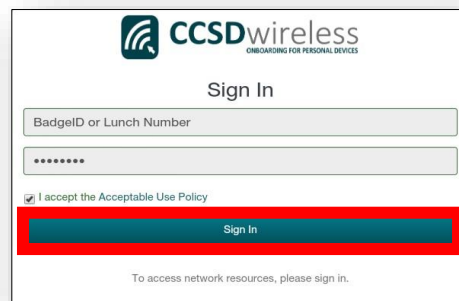 CCSDwireless
ONBOARDING FOR PERSONAL DEVICES
Sign In
BadgeID or Lunch Number
••••••••
I accept the Acceptable Use Policy
Sign In
To access network resources, please sign in.